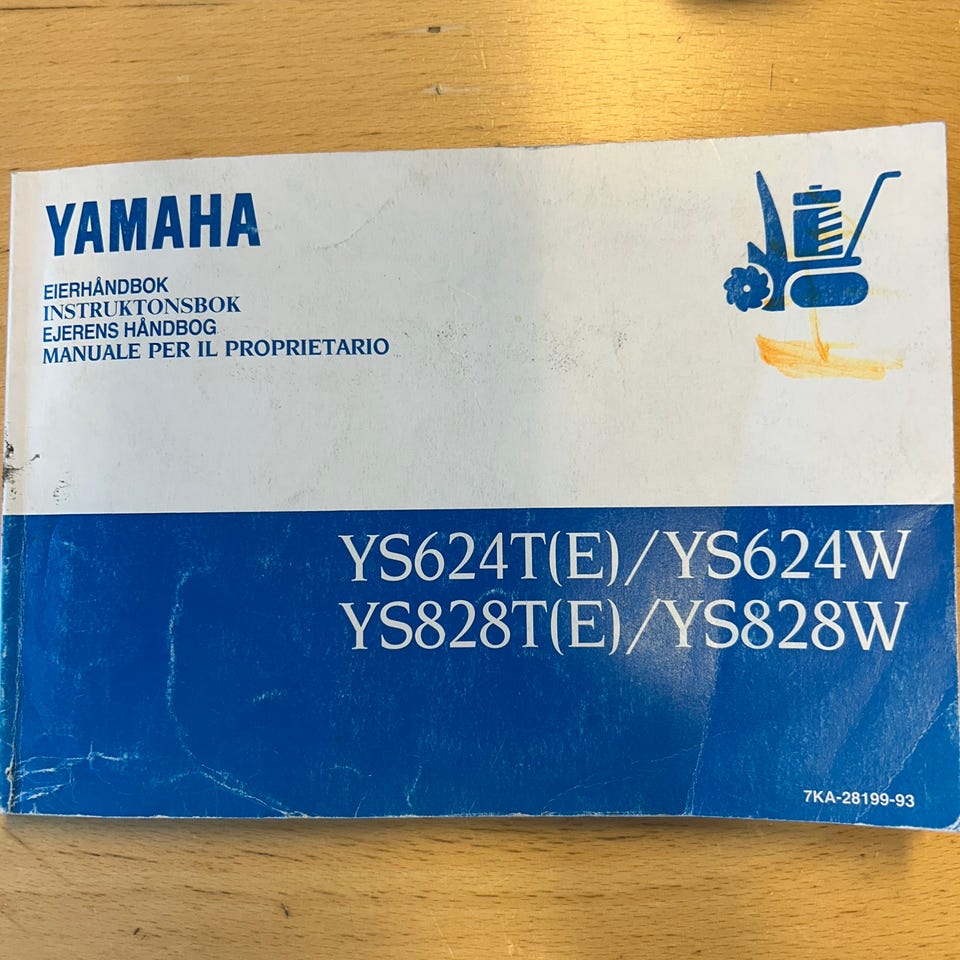 YAMAHA
EIERHÅNDBOK
INSTRUKTONSBOK
EJERENS HÅNDBOG
MANUALE PER IL PROPRIETARIO
YS624T(E)/YS624W
YS828T(E)/YS828W
7KA-28199-93